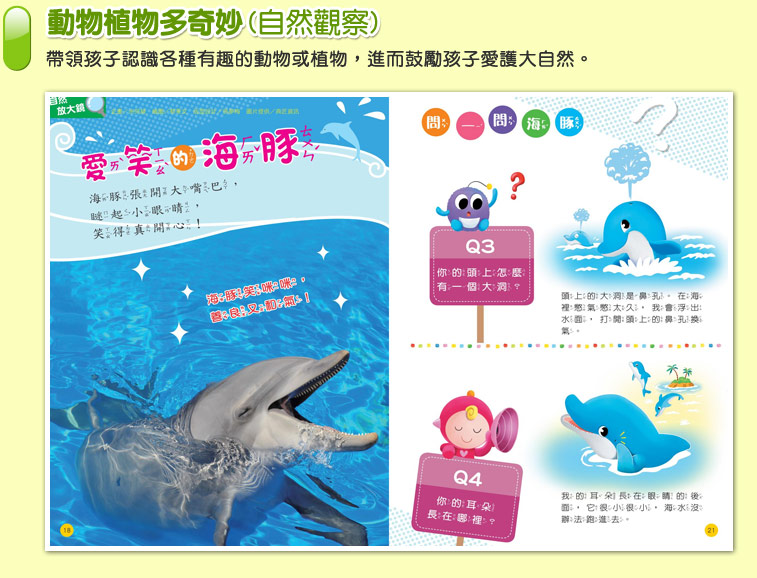 動物植物多奇妙(自然觀察)
帶領孩子認識各種有趣的動物或植物，進而鼓勵孩子愛護大自然。
自然
放大鏡
愛笑的海豚
海豚張開大嘴巴，
瞇起小眼睛，
笑得真開心！
海豚笑咪咪，
善良又和氣！
18
問一問海豚
Q3
你的頭上怎麼
有一個大洞？
頭上的大洞是鼻孔。在海
裡憋氣憋太久，我會浮出
水面，打開頭上的鼻孔換
氣。
Q4
你的耳朵
長在哪裡？
我的耳朵長在眼睛的後
面，它很小很小，海水沒
辦法跑進去。
21